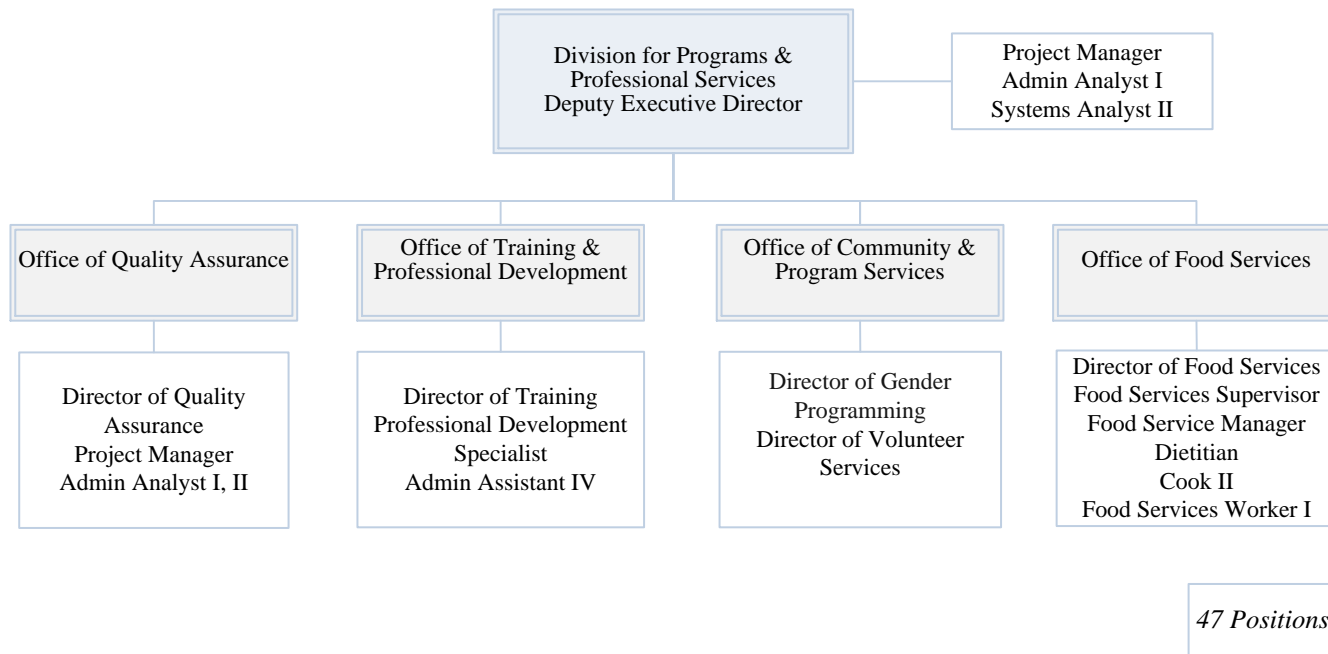 Division for Programs &
Professional Services
Deputy Executive Director
Project Manager
Admin Analyst I
Systems Analyst II
Office of Quality Assurance
Office of Training &
Professional Development
Office of Community &
Program Services
Office of Food Services
Director of Quality
Assurance
Project Manager
Admin Analyst I, II
Director of Training
Professional Development
Specialist
Admin Assistant IV
Director of Gender
Programming
Director of Volunteer
Services
Director of Food Services
Food Services Supervisor
Food Service Manager
Dietitian
Cook II
Food Services Worker I
47 Positions